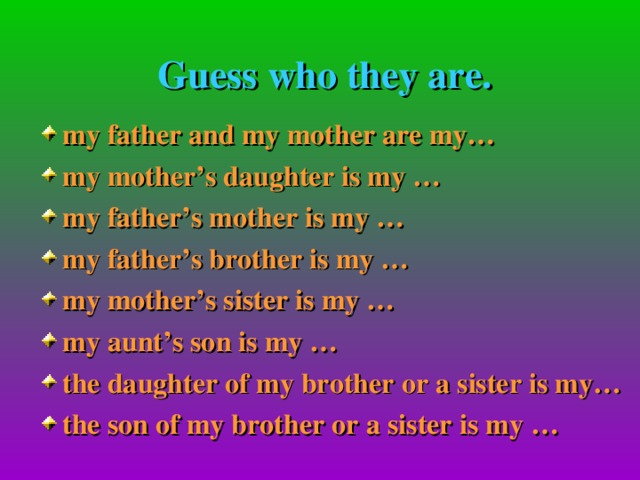 Guess who they are.
my father and my mother are my…
my mother’s daughter is my …
my father’s mother is my …
my father’s brother is my …
my mother’s sister is my …
my aunt’s son is my …
the daughter of my brother or a sister is my…
the son of my brother or a sister is my …